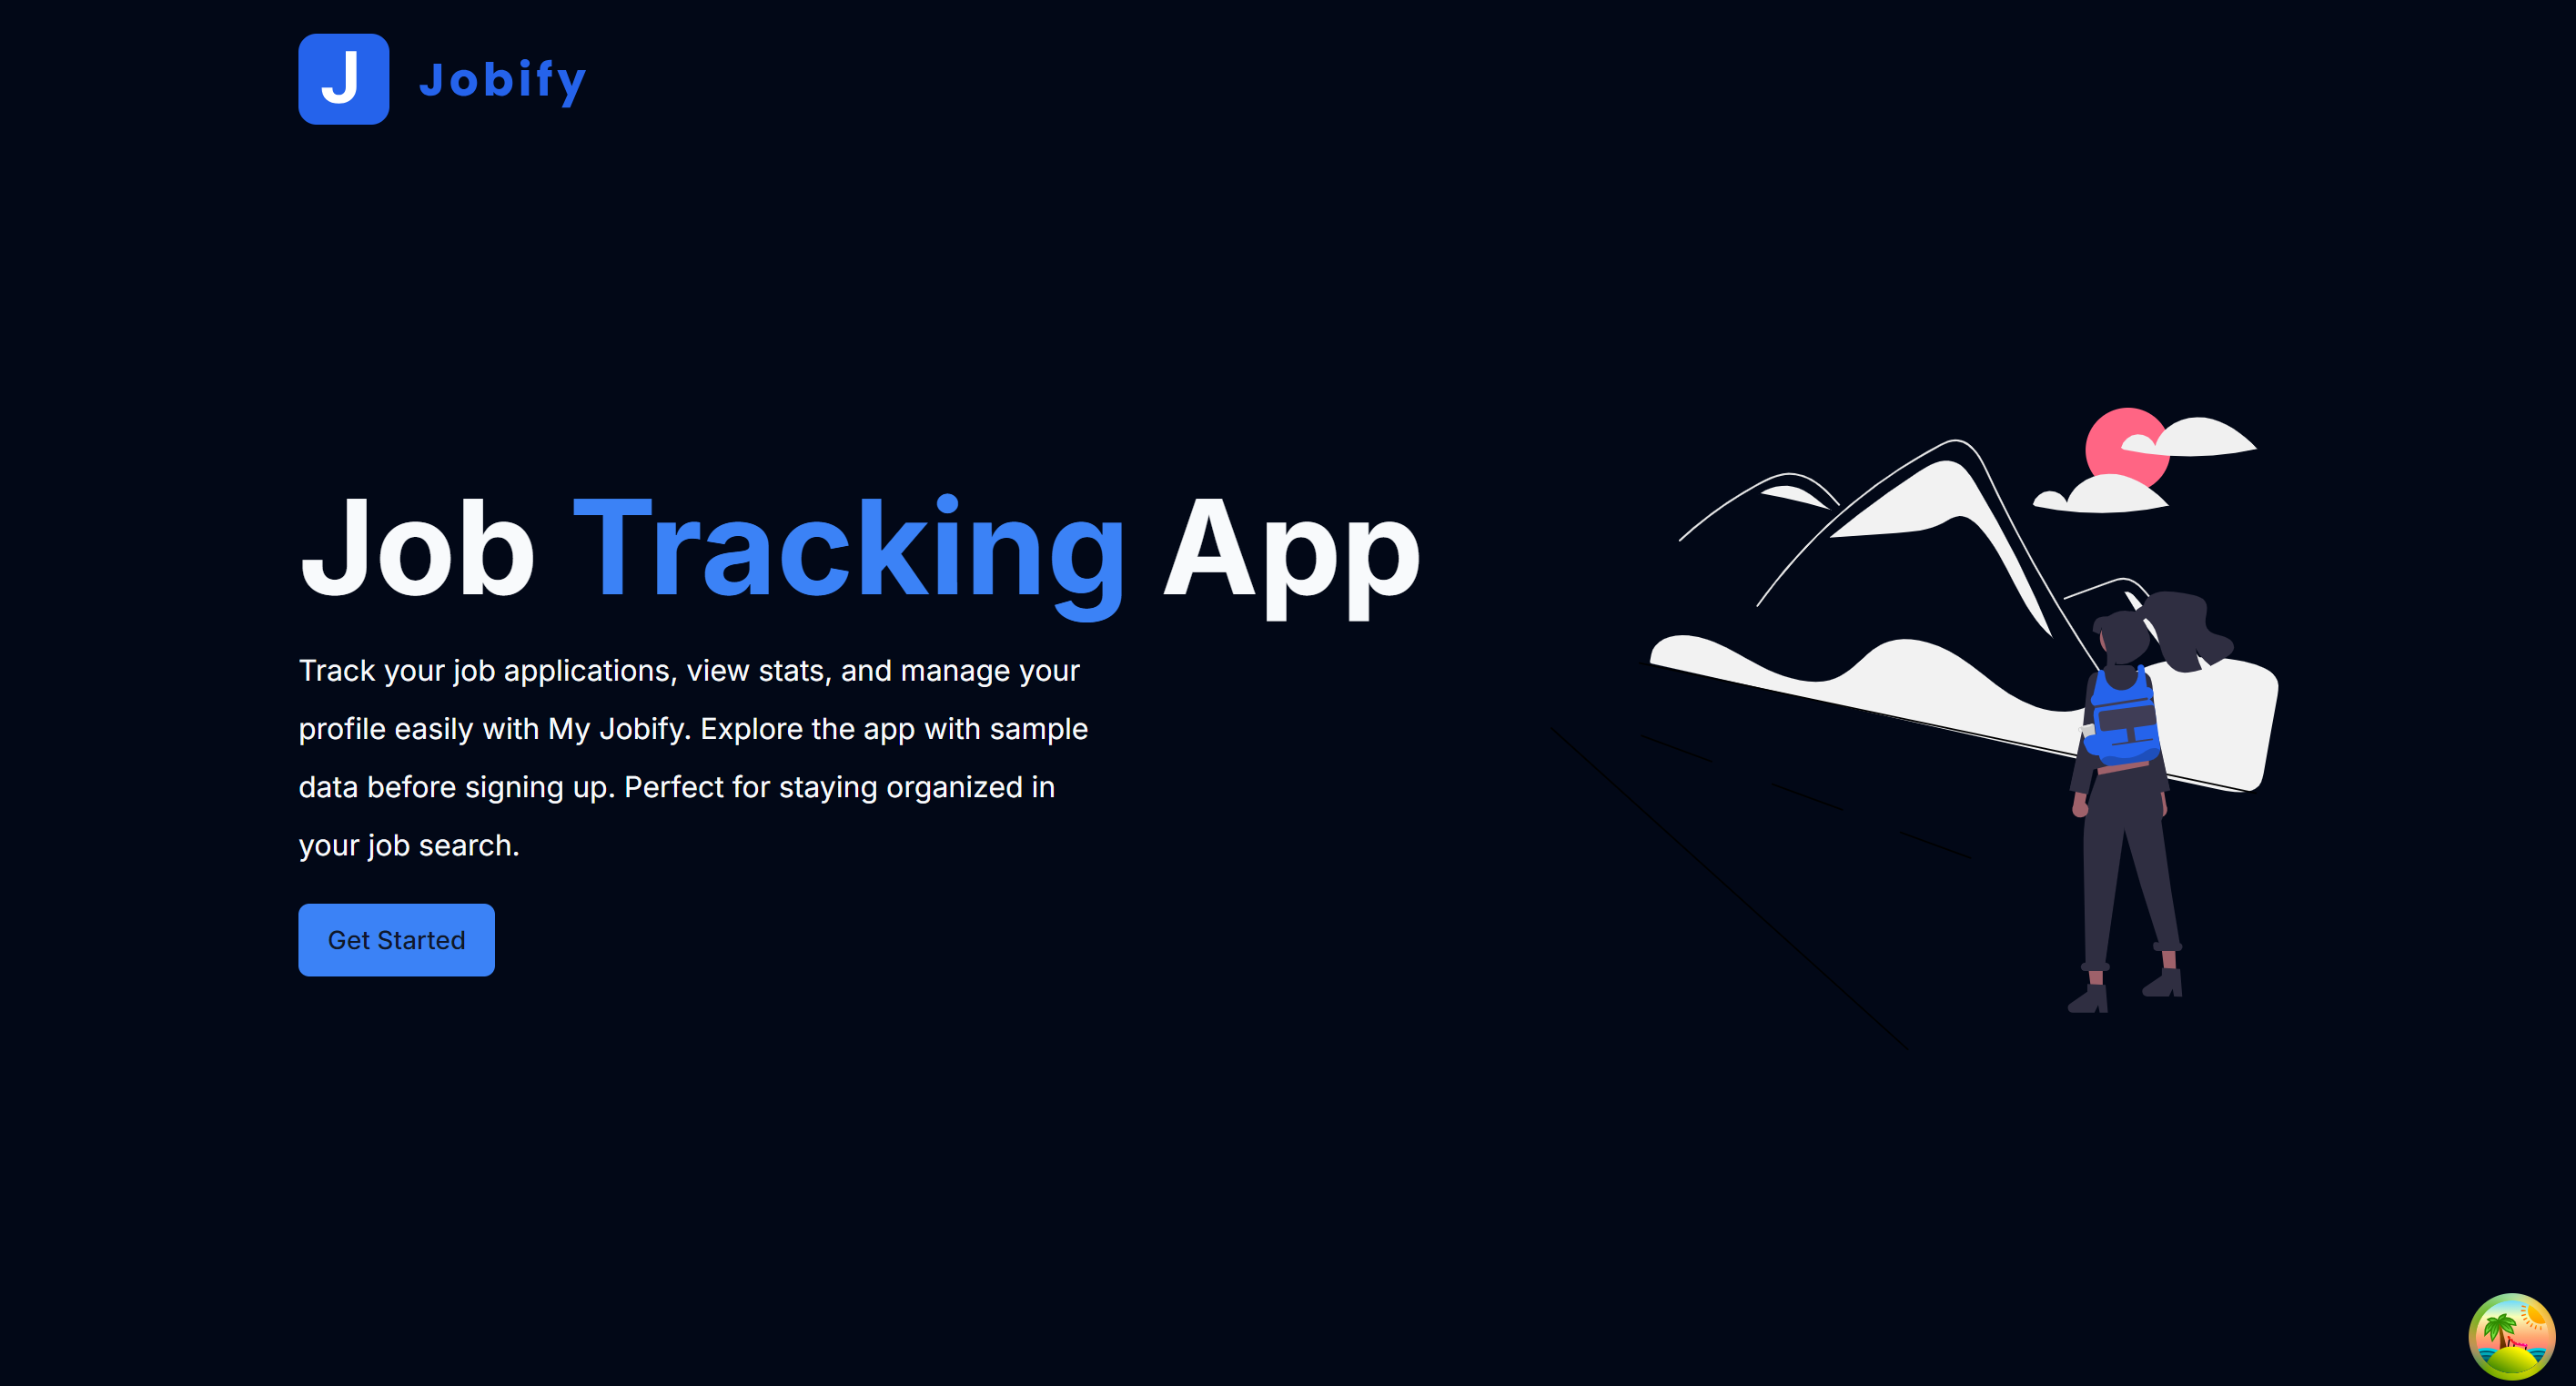 J
Jobify
Job Tracking App
Track your job applications, view stats, and manage your
profile easily with My Jobify. Explore the app with sample
data before signing up. Perfect for staying organized in
your job search.
Get Started